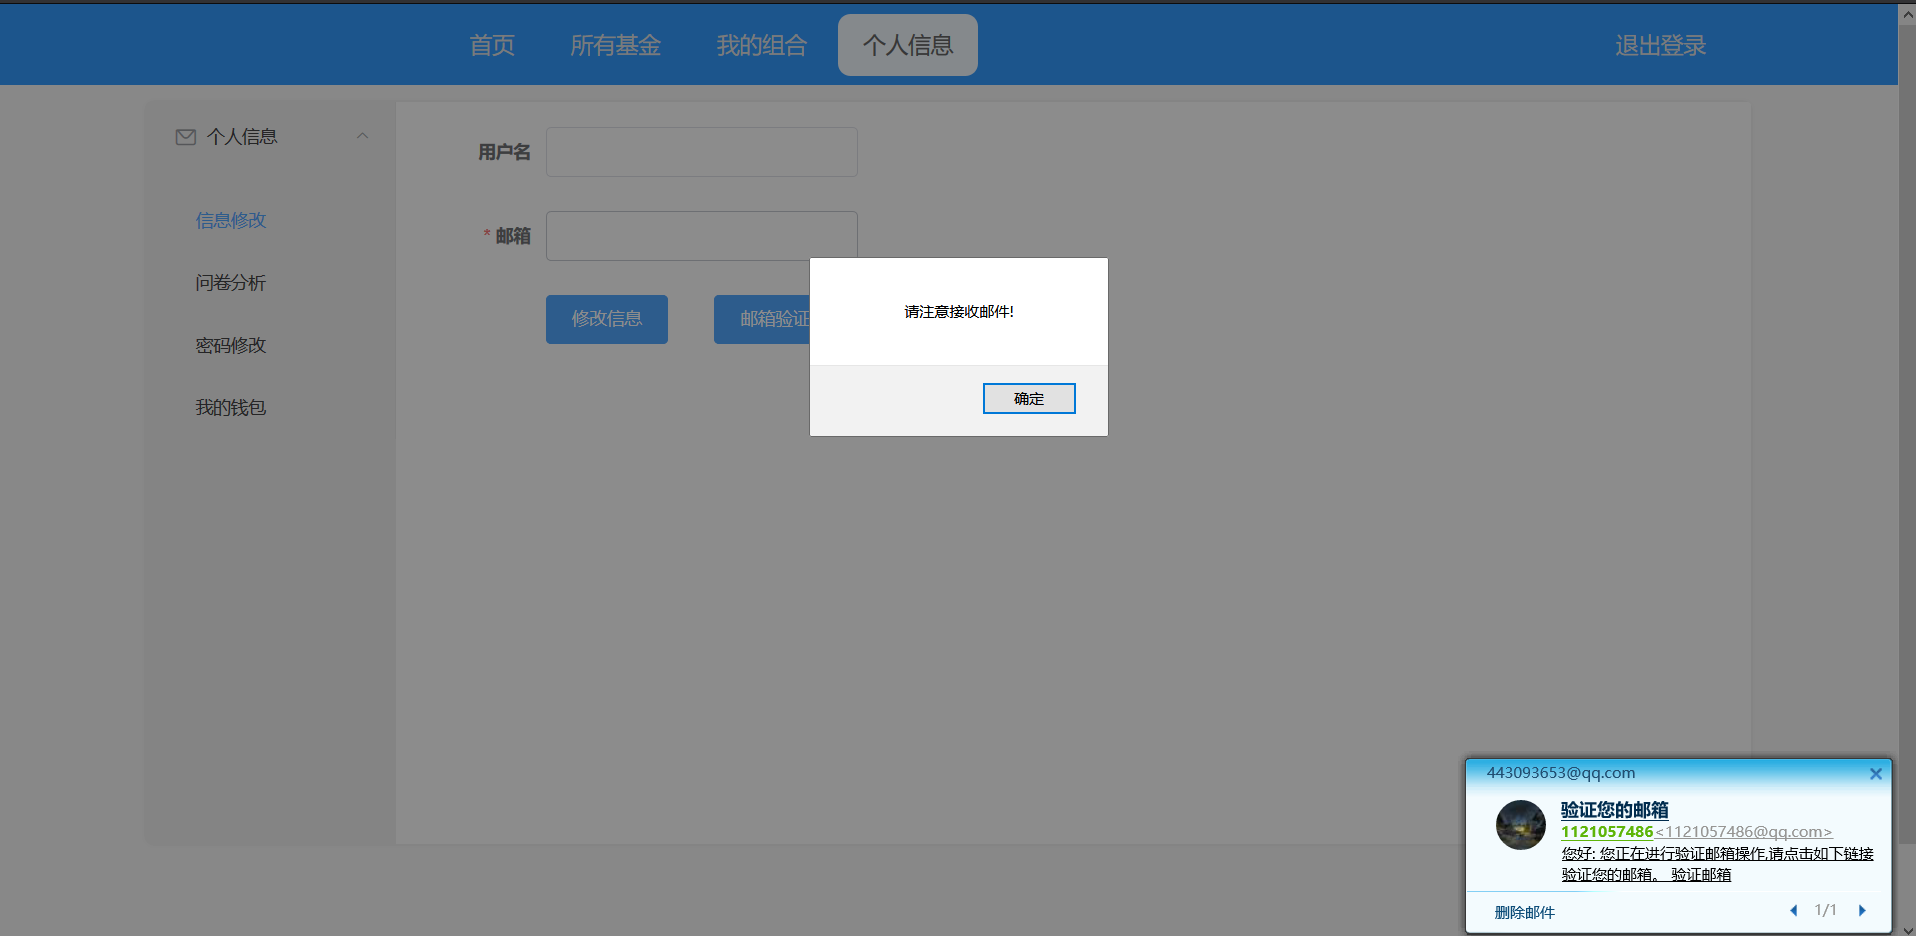 首页 所有基金 我的组合 个人信息 退出登录
个人信息
信息修改
问卷分析
密码修改
我的钱包
用户名
* 邮箱
修改信息 邮箱验证
请注意接收邮件!
确定
443093653@qq.com
验证您的邮箱
1121057486<1121057486@qq.com>
您好: 您正在进行验证邮箱操作,请点击如下链接
验证您的邮箱。 验证邮箱
删除邮件 1/1